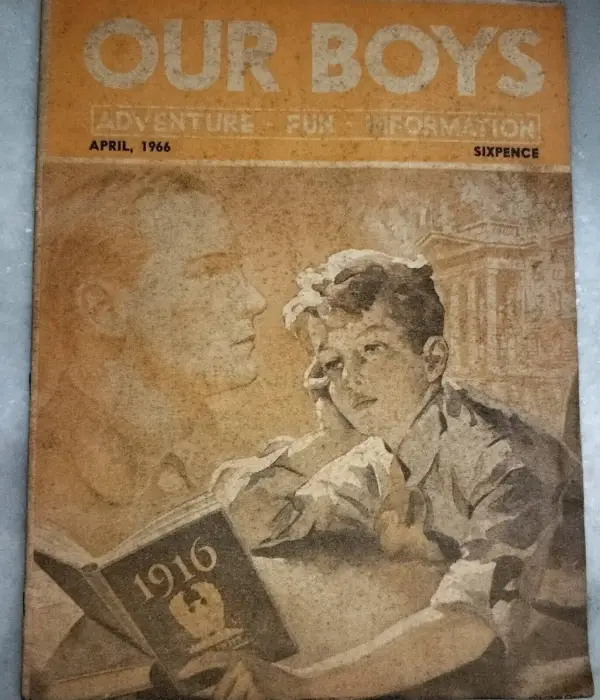 OUR BOYS
ADVENTURE - FUN - INFORMATION
APRIL, 1966 SIXPENCE
1916